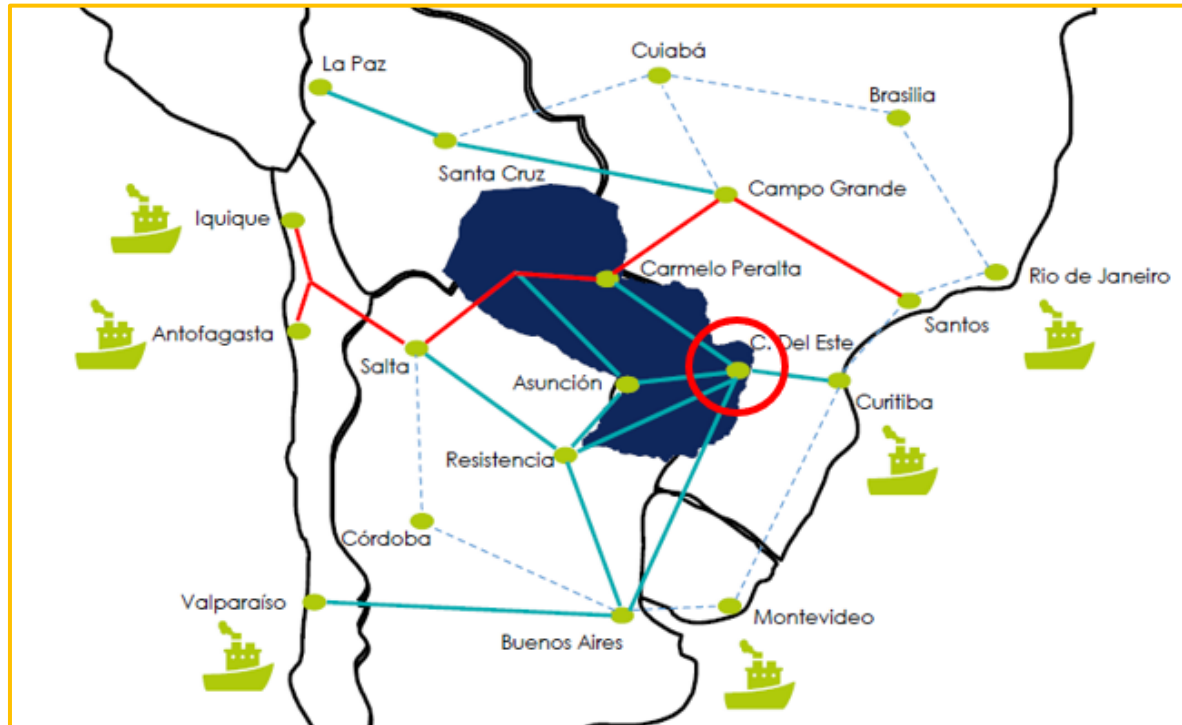 Cuiabá
La Paz
Brasilia
Santa Cruz
Campo Grande
Iquique
Carmelo Peralta
Rio de Janeiro
Santos
Antofagasta
C. Del Este
Salta
Asunción
Curitiba
Resistencia
Córdoba
Valparaíso
Montevideo
Buenos Aires